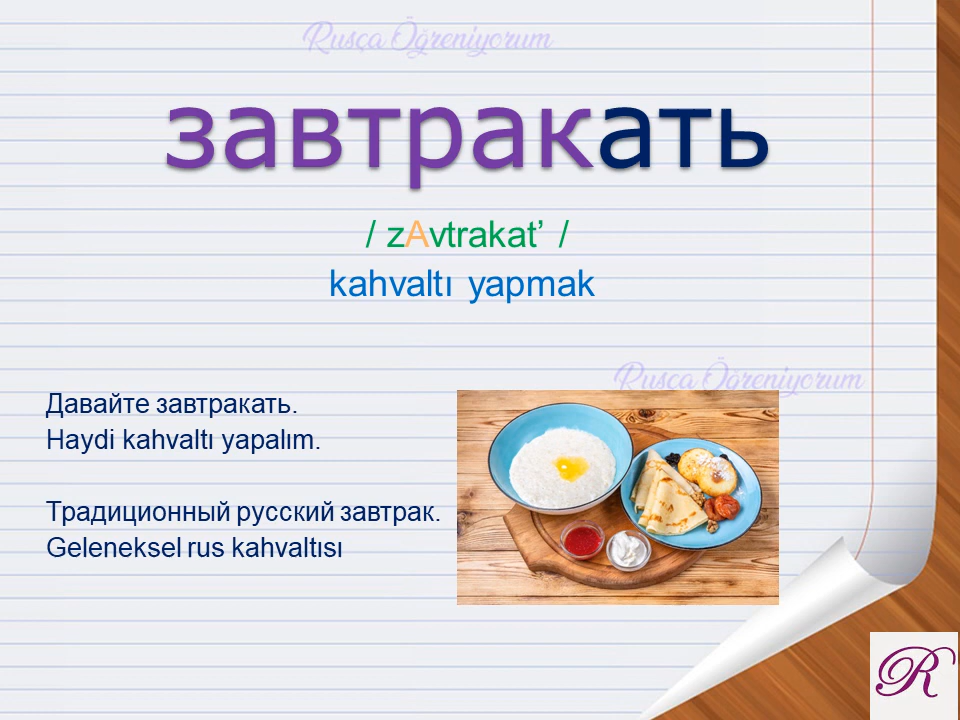 Rusça Öğreniyorum
завтракать
/ zAvtrakat’ /
kahvaltı yapmak
Rusça Öğreniyorum
Давайте завтракать.
Haydi kahvaltı yapalım.
Традиционный русский завтрак.
Geleneksel rus kahvaltısı
R